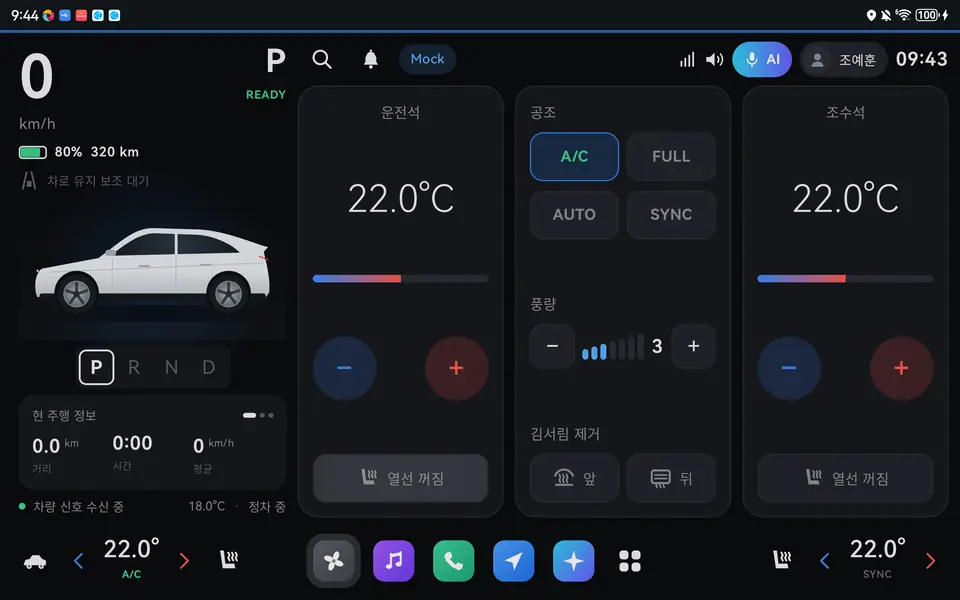 9:44
100
0
P
READY
km/h
80% 320 km
차로 유지 보조 대기
P R N D
현 주행 정보
0.0 km
0:00
0 km/h
거리
시간
평균
차량 신호 수신 중
18.0°C · 정차 중
Mock
AI
조예훈
09:43
운전석
22.0°C
−
+
열선 꺼짐
공조
A/C
FULL
AUTO
SYNC
풍량
− 3 +
김서림 제거
앞
뒤
조수석
22.0°C
−
+
열선 꺼짐
22.0°
A/C
22.0°
SYNC